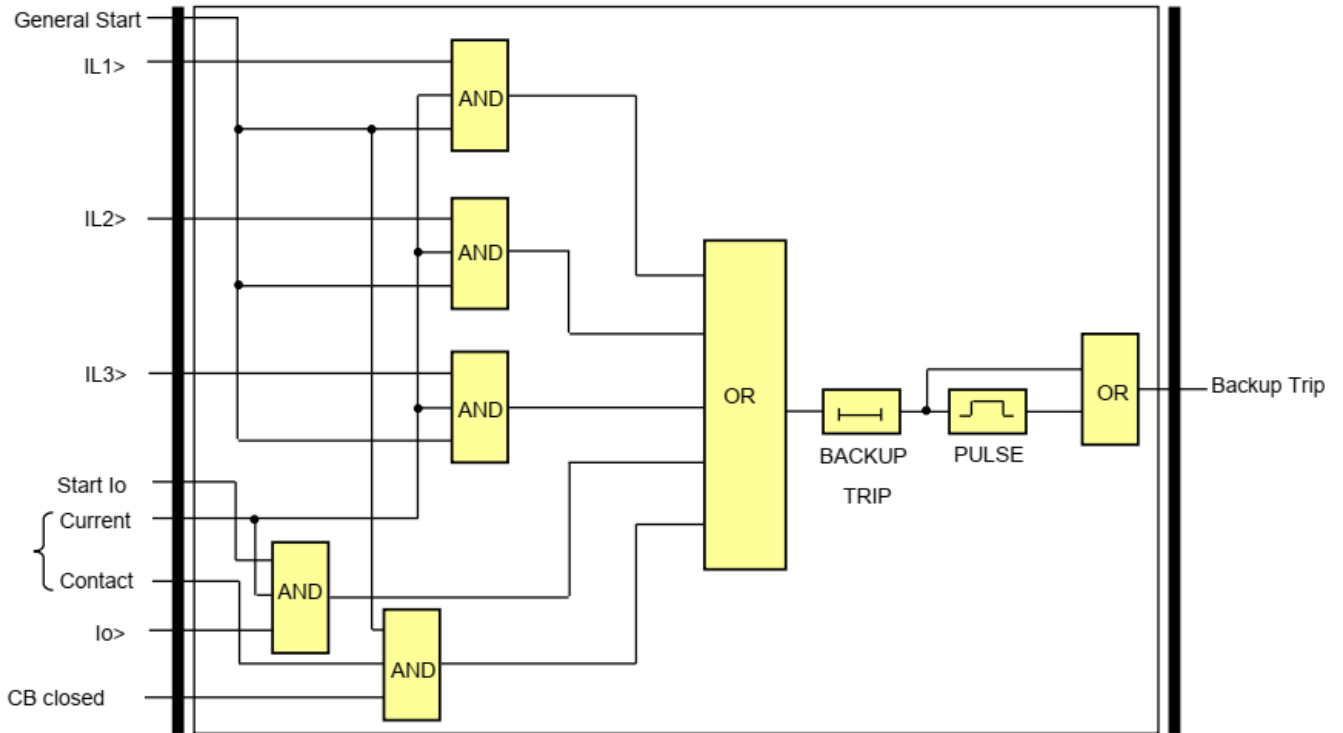 General Start
IL1>
AND
IL2>
AND
IL3>
AND
OR
OR
Backup Trip
BACKUP
TRIP
PULSE
Start Io
Current
Contact
AND
Io>
AND
CB closed